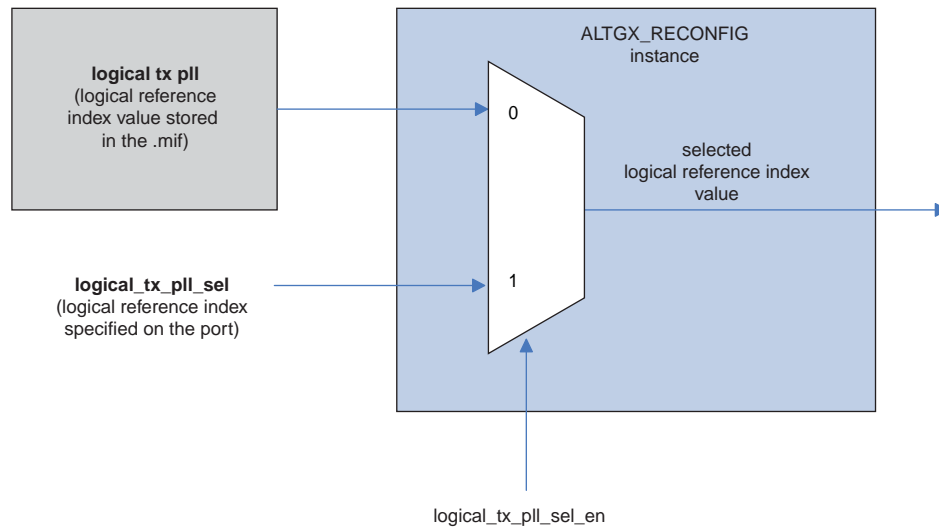 logical tx pll
(logical reference
index value stored
in the .mif)
ALTGX_RECONFIG
instance
0
selected
logical reference index
value
logical_tx_pll_sel
(logical reference index
specified on the port)
1
logical_tx_pll_sel_en